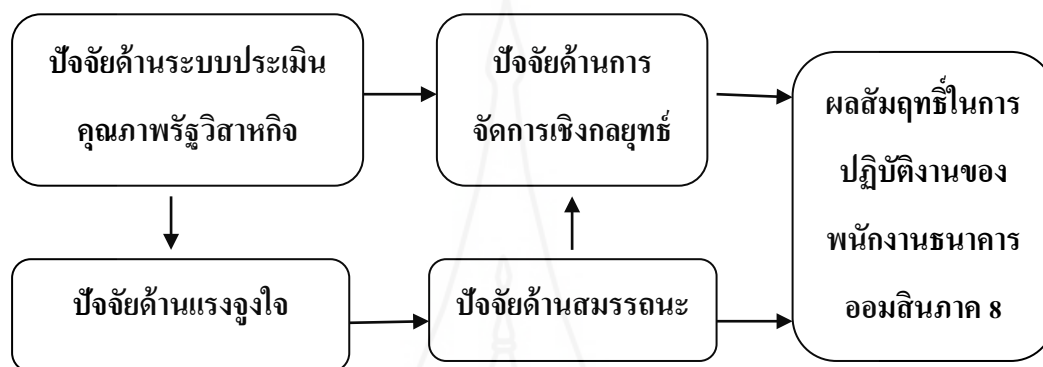 ปัจจัยด้านระบบประเมิน
คุณภาพรัฐวิสาหกิจ
ปัจจัยด้านการ
จัดการเชิงกลยุทธ์
ผลสัมฤทธิ์ในการ
ปฏิบัติงานของ
พนักงานธนาคาร
ออมสินภาค 8
ปัจจัยด้านแรงจูงใจ
ปัจจัยด้านสมรรถนะ